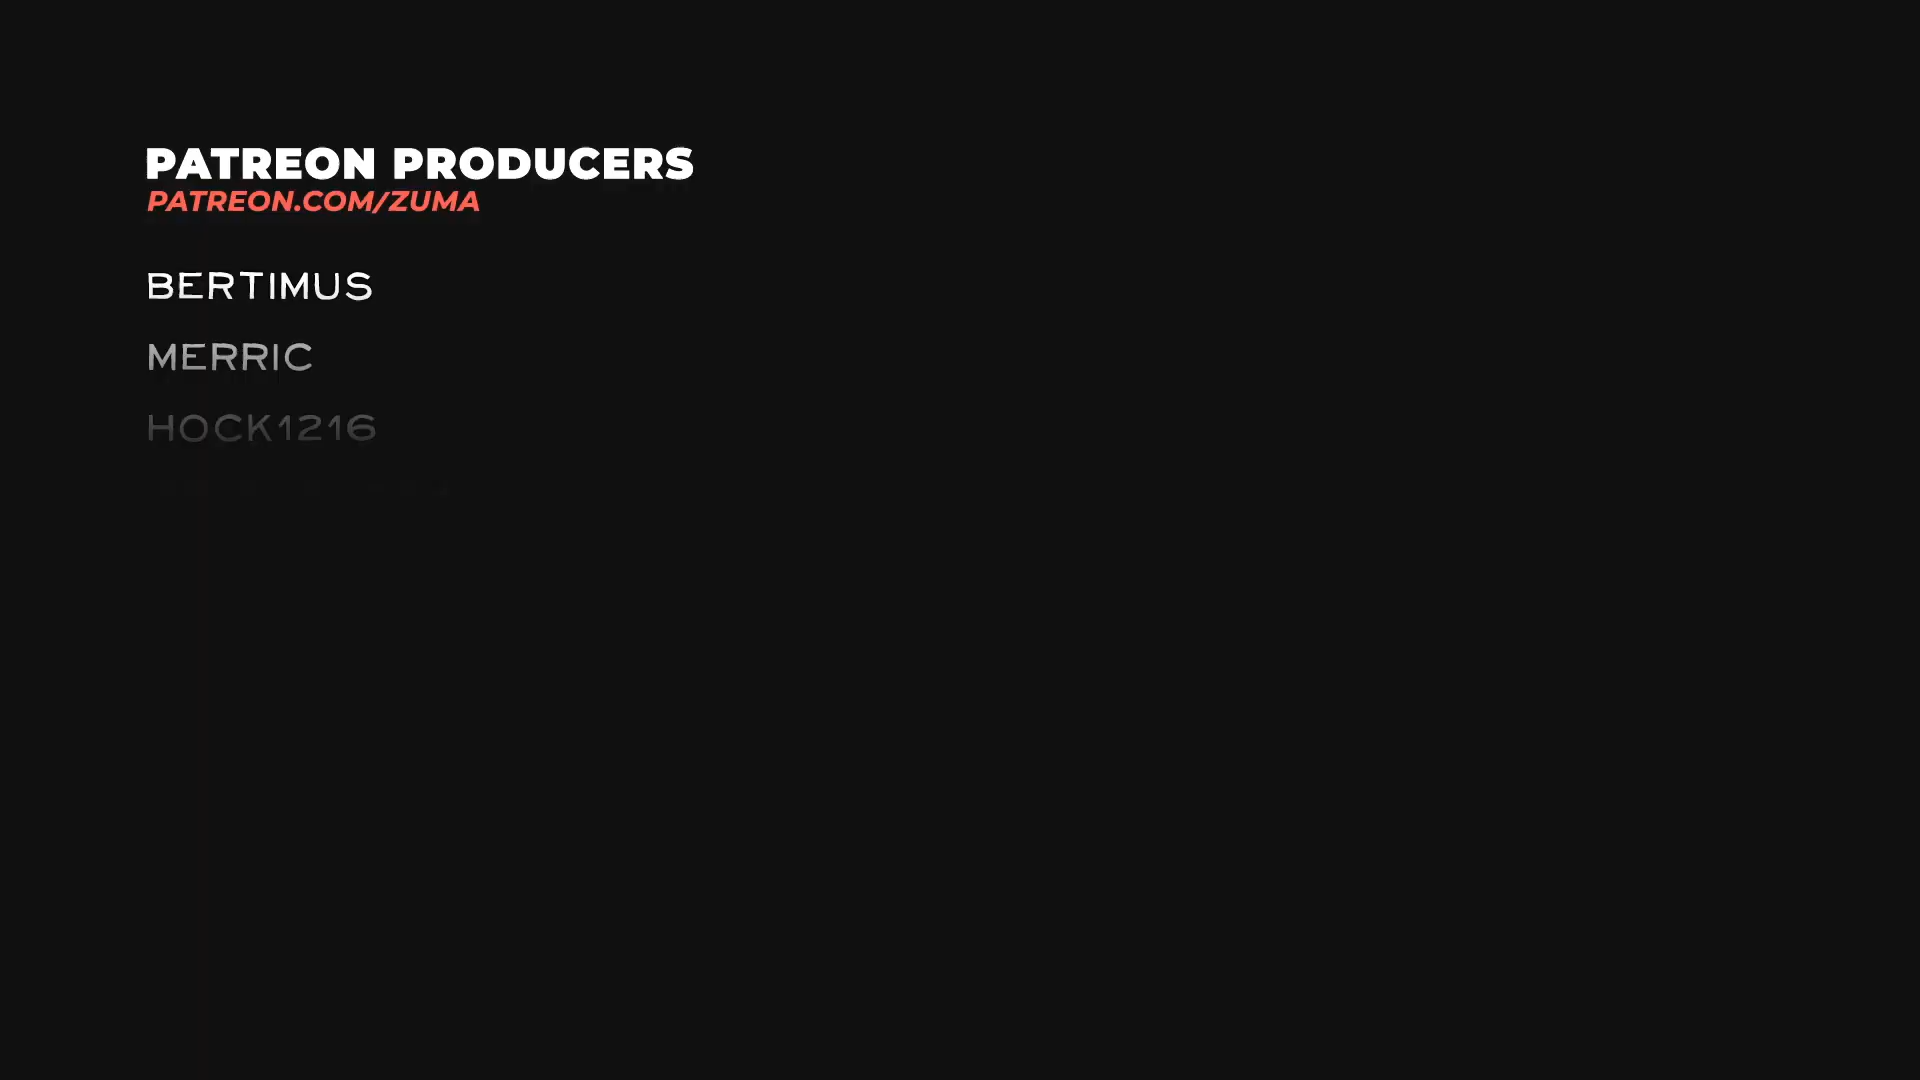 PATREON PRODUCERS
PATREON.COM/ZUMA
BERTIMUS
MERRIC
HOCK1216